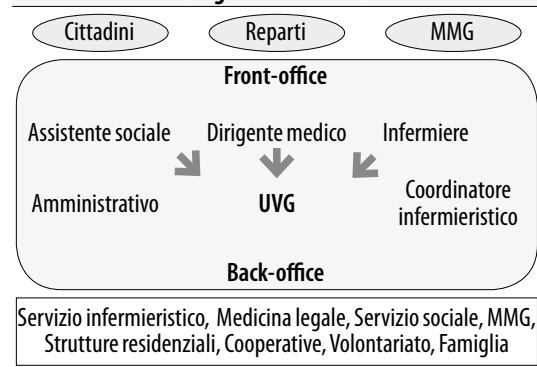 Cittadini Reparti MMG
Front-office
Assistente sociale Dirigente medico Infermiere
Amministrativo UVG Coordinatore
infermieristico
Back-office
Servizio infermieristico, Medicina legale, Servizio sociale, MMG,
Strutture residenziali, Cooperative, Volontariato, Famiglia